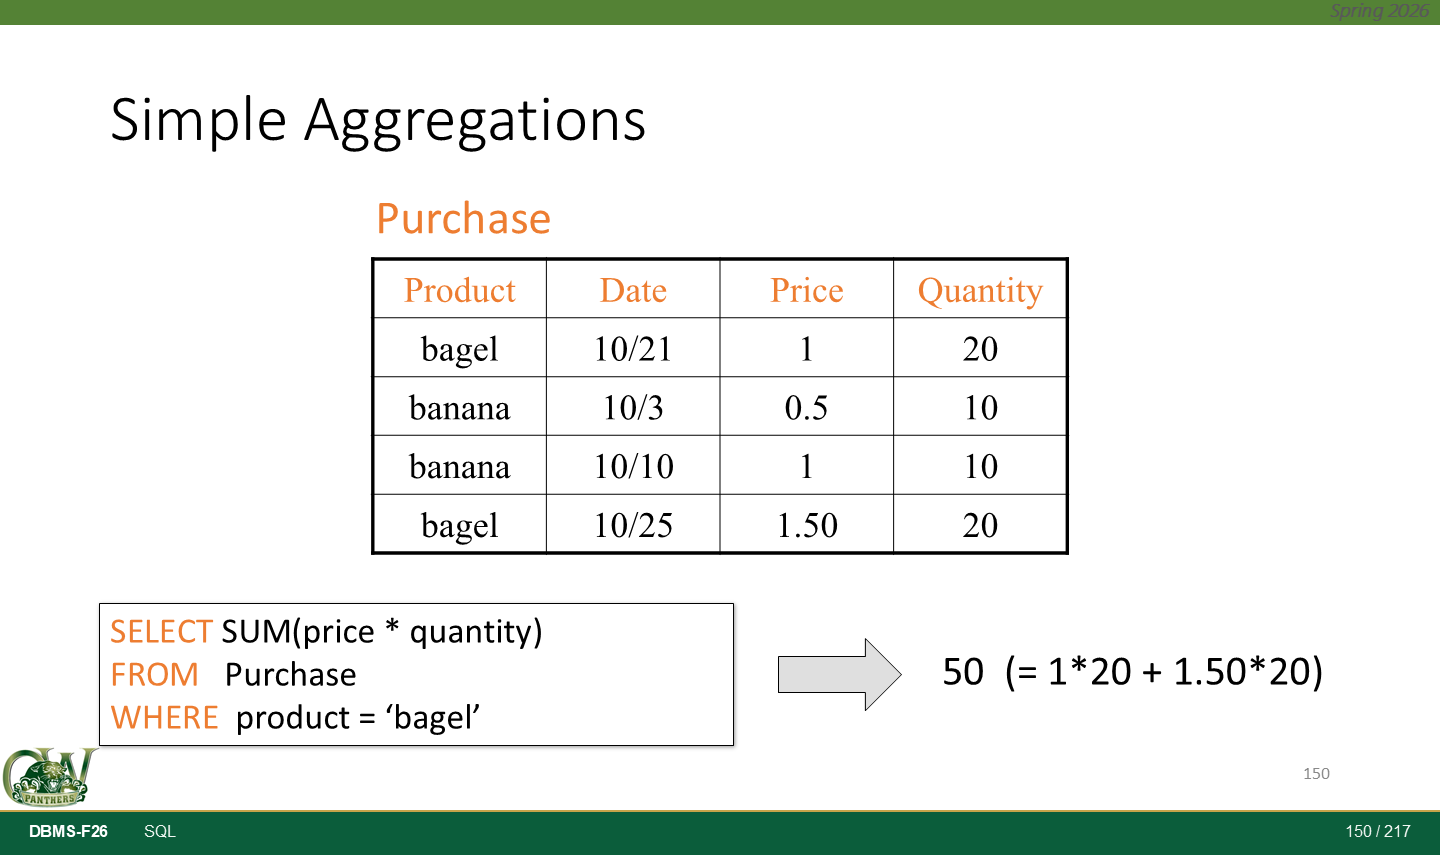 Spring 2026
Simple Aggregations
Purchase
Product Date Price Quantity
bagel 10/21 1 20
banana 10/3 0.5 10
banana 10/10 1 10
bagel 10/25 1.50 20
SELECT SUM(price * quantity)
FROM Purchase
WHERE product = ‘bagel’
50 (= 1*20 + 1.50*20)
150
OW
PANTHERS
DBMS-F26 SQL 150 / 217